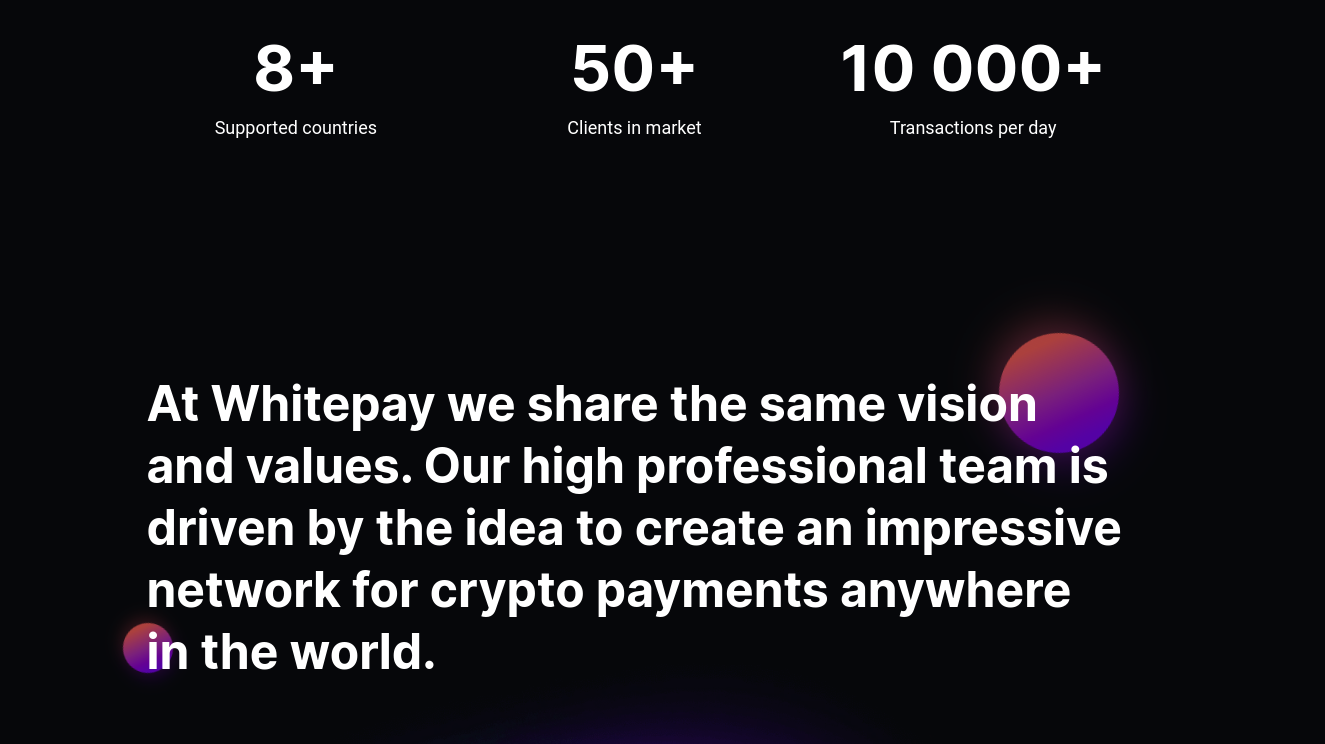 8+
50+
10 000+
Supported countries
Clients in market
Transactions per day
At Whitepay we share the same vision
and values. Our high professional team is
driven by the idea to create an impressive
network for crypto payments anywhere
in the world.